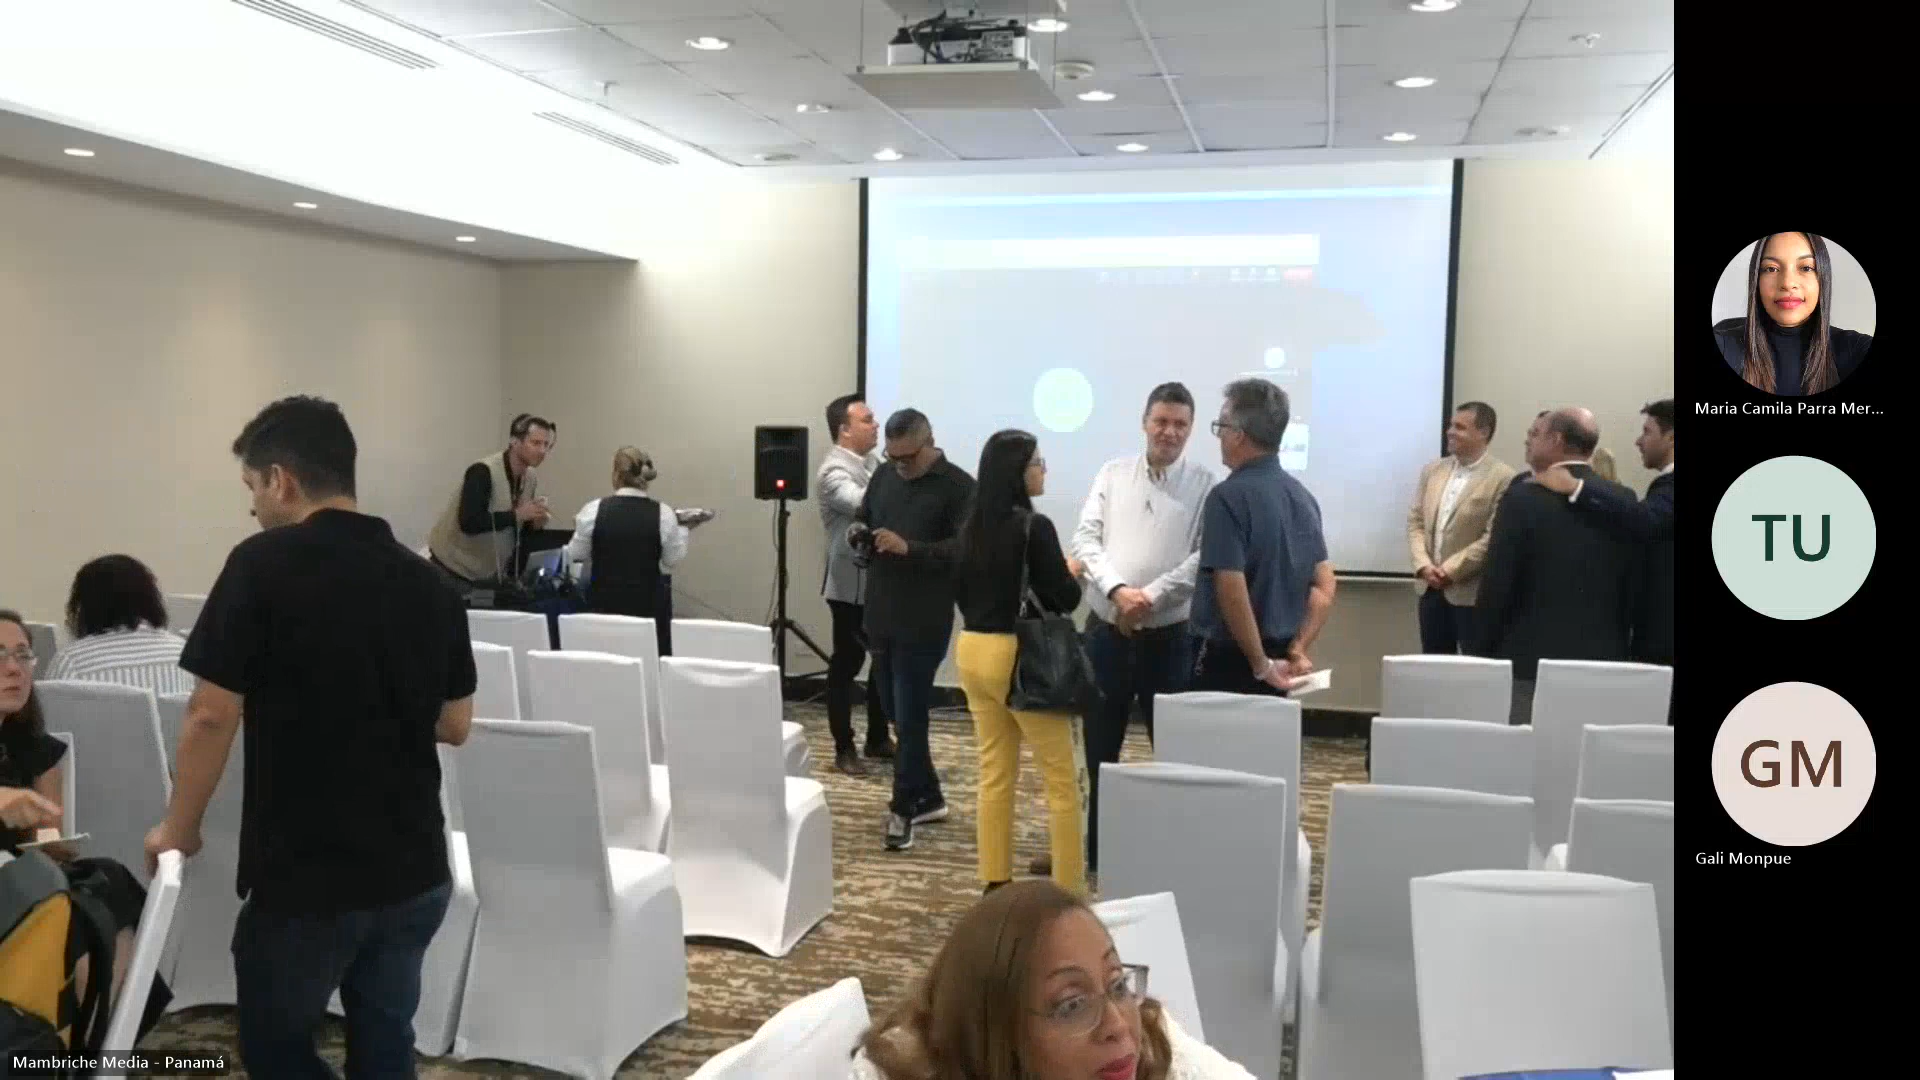 Maria Camila Parra Mer...
TU
GM
Gali Monpue
Mambriche Media - Panamá